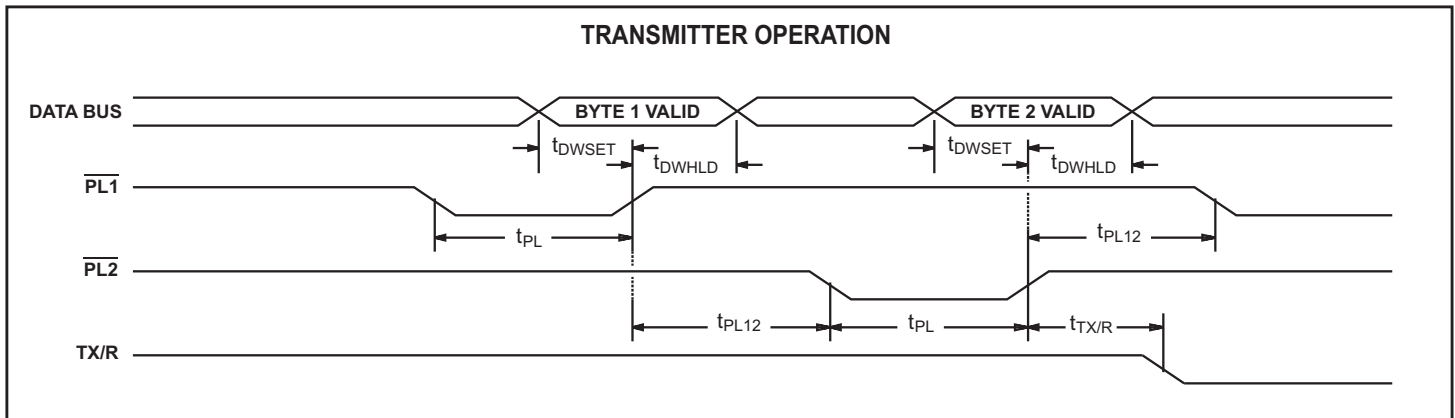 TRANSMITTER OPERATION
DATA BUS BYTE 1 VALID BYTE 2 VALID
tDWSET tDWHLD tDWSET tDWHLD
PL1
tPL tPL12
PL2
tPL12 tPL tTX/R
TX/R